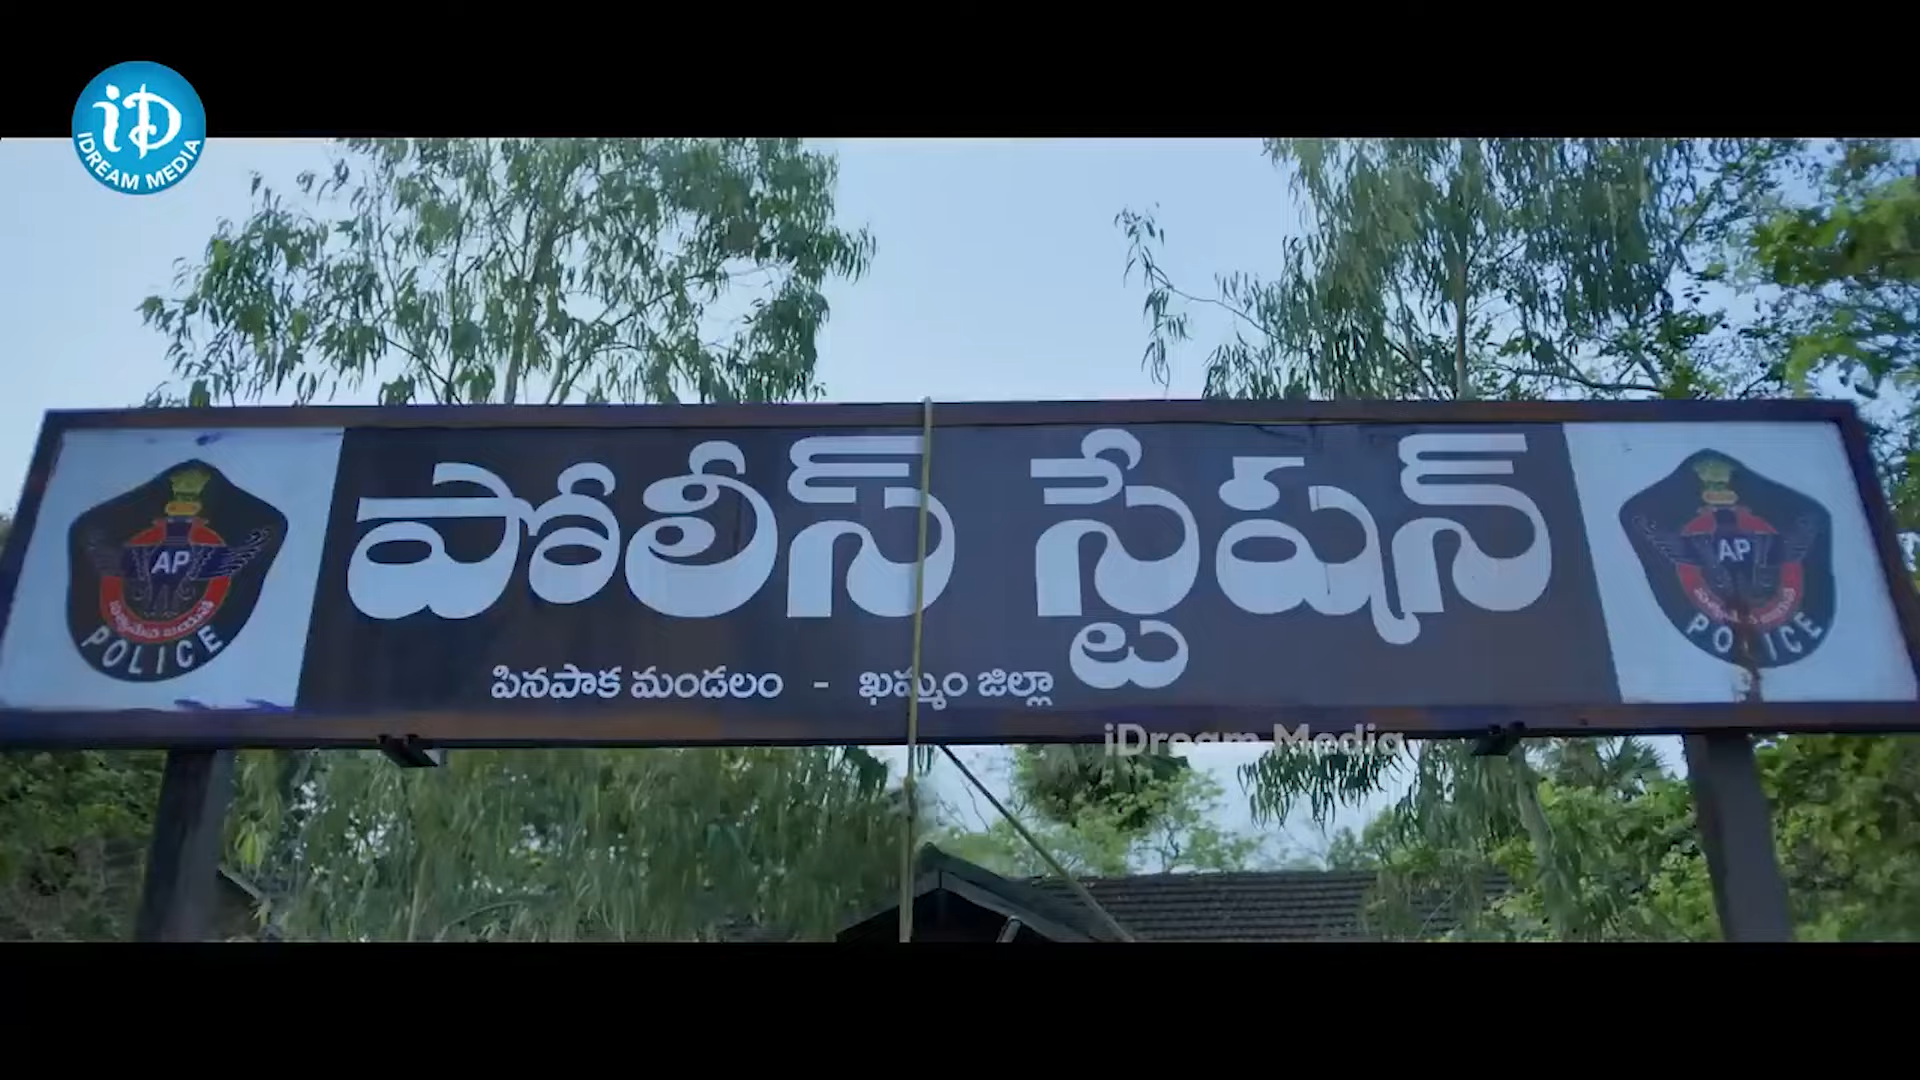 iD
IDREAM MEDIA
పోలీస్ స్టేషన్
పినపాక మండలం - ఖమ్మం జిల్లా
AP
POLICE
AP
POLICE
iDream Media